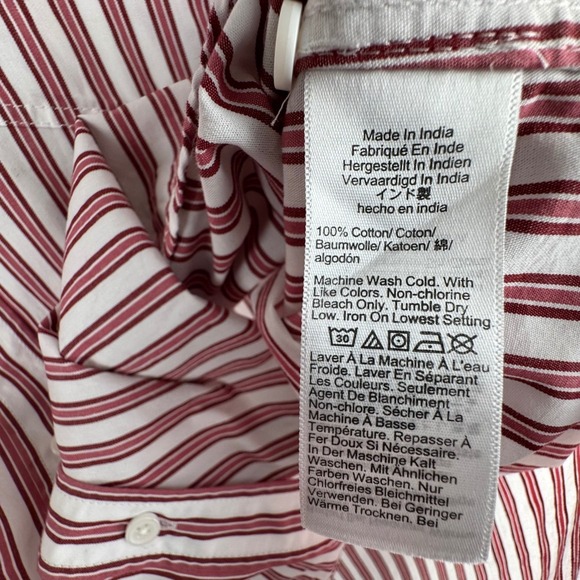 Made In India
Fabriqué En Inde
Hergestellt In Indien
Vervaardigd In India
インド製
hecho en india
100% Cotton/ Coton/
Baumwolle/ Katoen/ 綿/
algodón
Machine Wash Cold. With
Like Colors. Non-chlorine
Bleach Only. Tumble Dry
Low. Iron On Lowest Setting.
30
Laver À La Machine À L'eau
Froide. Laver En Séparant
Les Couleurs. Seulement
Agent De Blanchiment
Non-chlore. Sécher À La
Machine À Basse
Température. Repasser À
Fer Doux Si Nécessaire.
In Der Maschine Kalt
Waschen. Mit Ähnlichen
Farben Waschen. Nur
Chlorfreies Bleichmittel
Verwenden. Bei Geringer
Wärme Trocknen. Bei